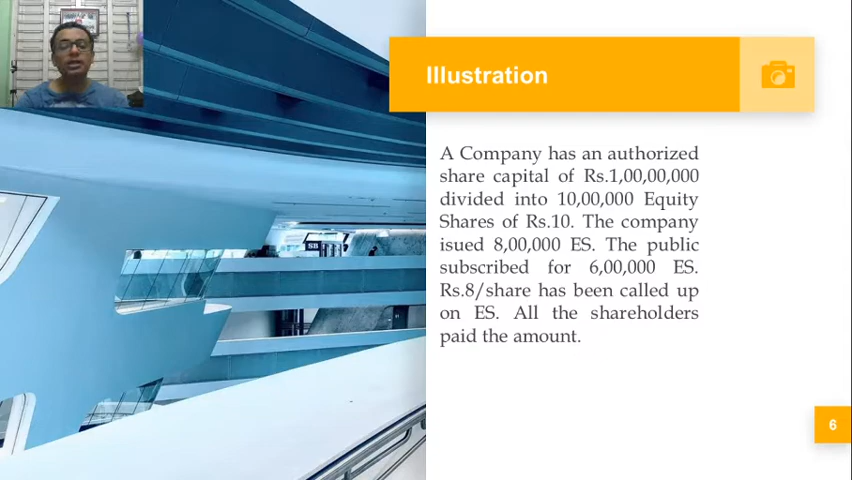 Illustration
A Company has an authorized
share capital of Rs.1,00,00,000
divided into 10,00,000 Equity
Shares of Rs.10. The company
isued 8,00,000 ES. The public
subscribed for 6,00,000 ES.
Rs.8/share has been called up
on ES. All the shareholders
paid the amount.
SB
6